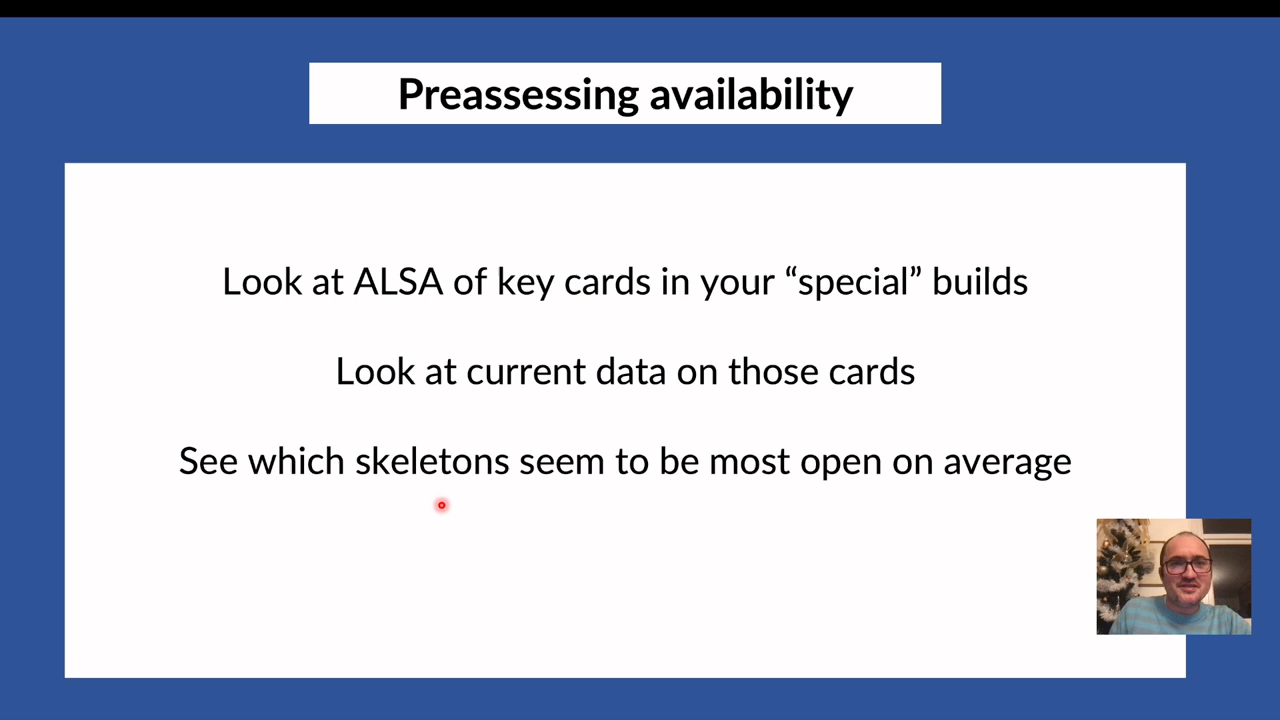 Preassessing availability
Look at ALSA of key cards in your “special” builds
Look at current data on those cards
See which skeletons seem to be most open on average